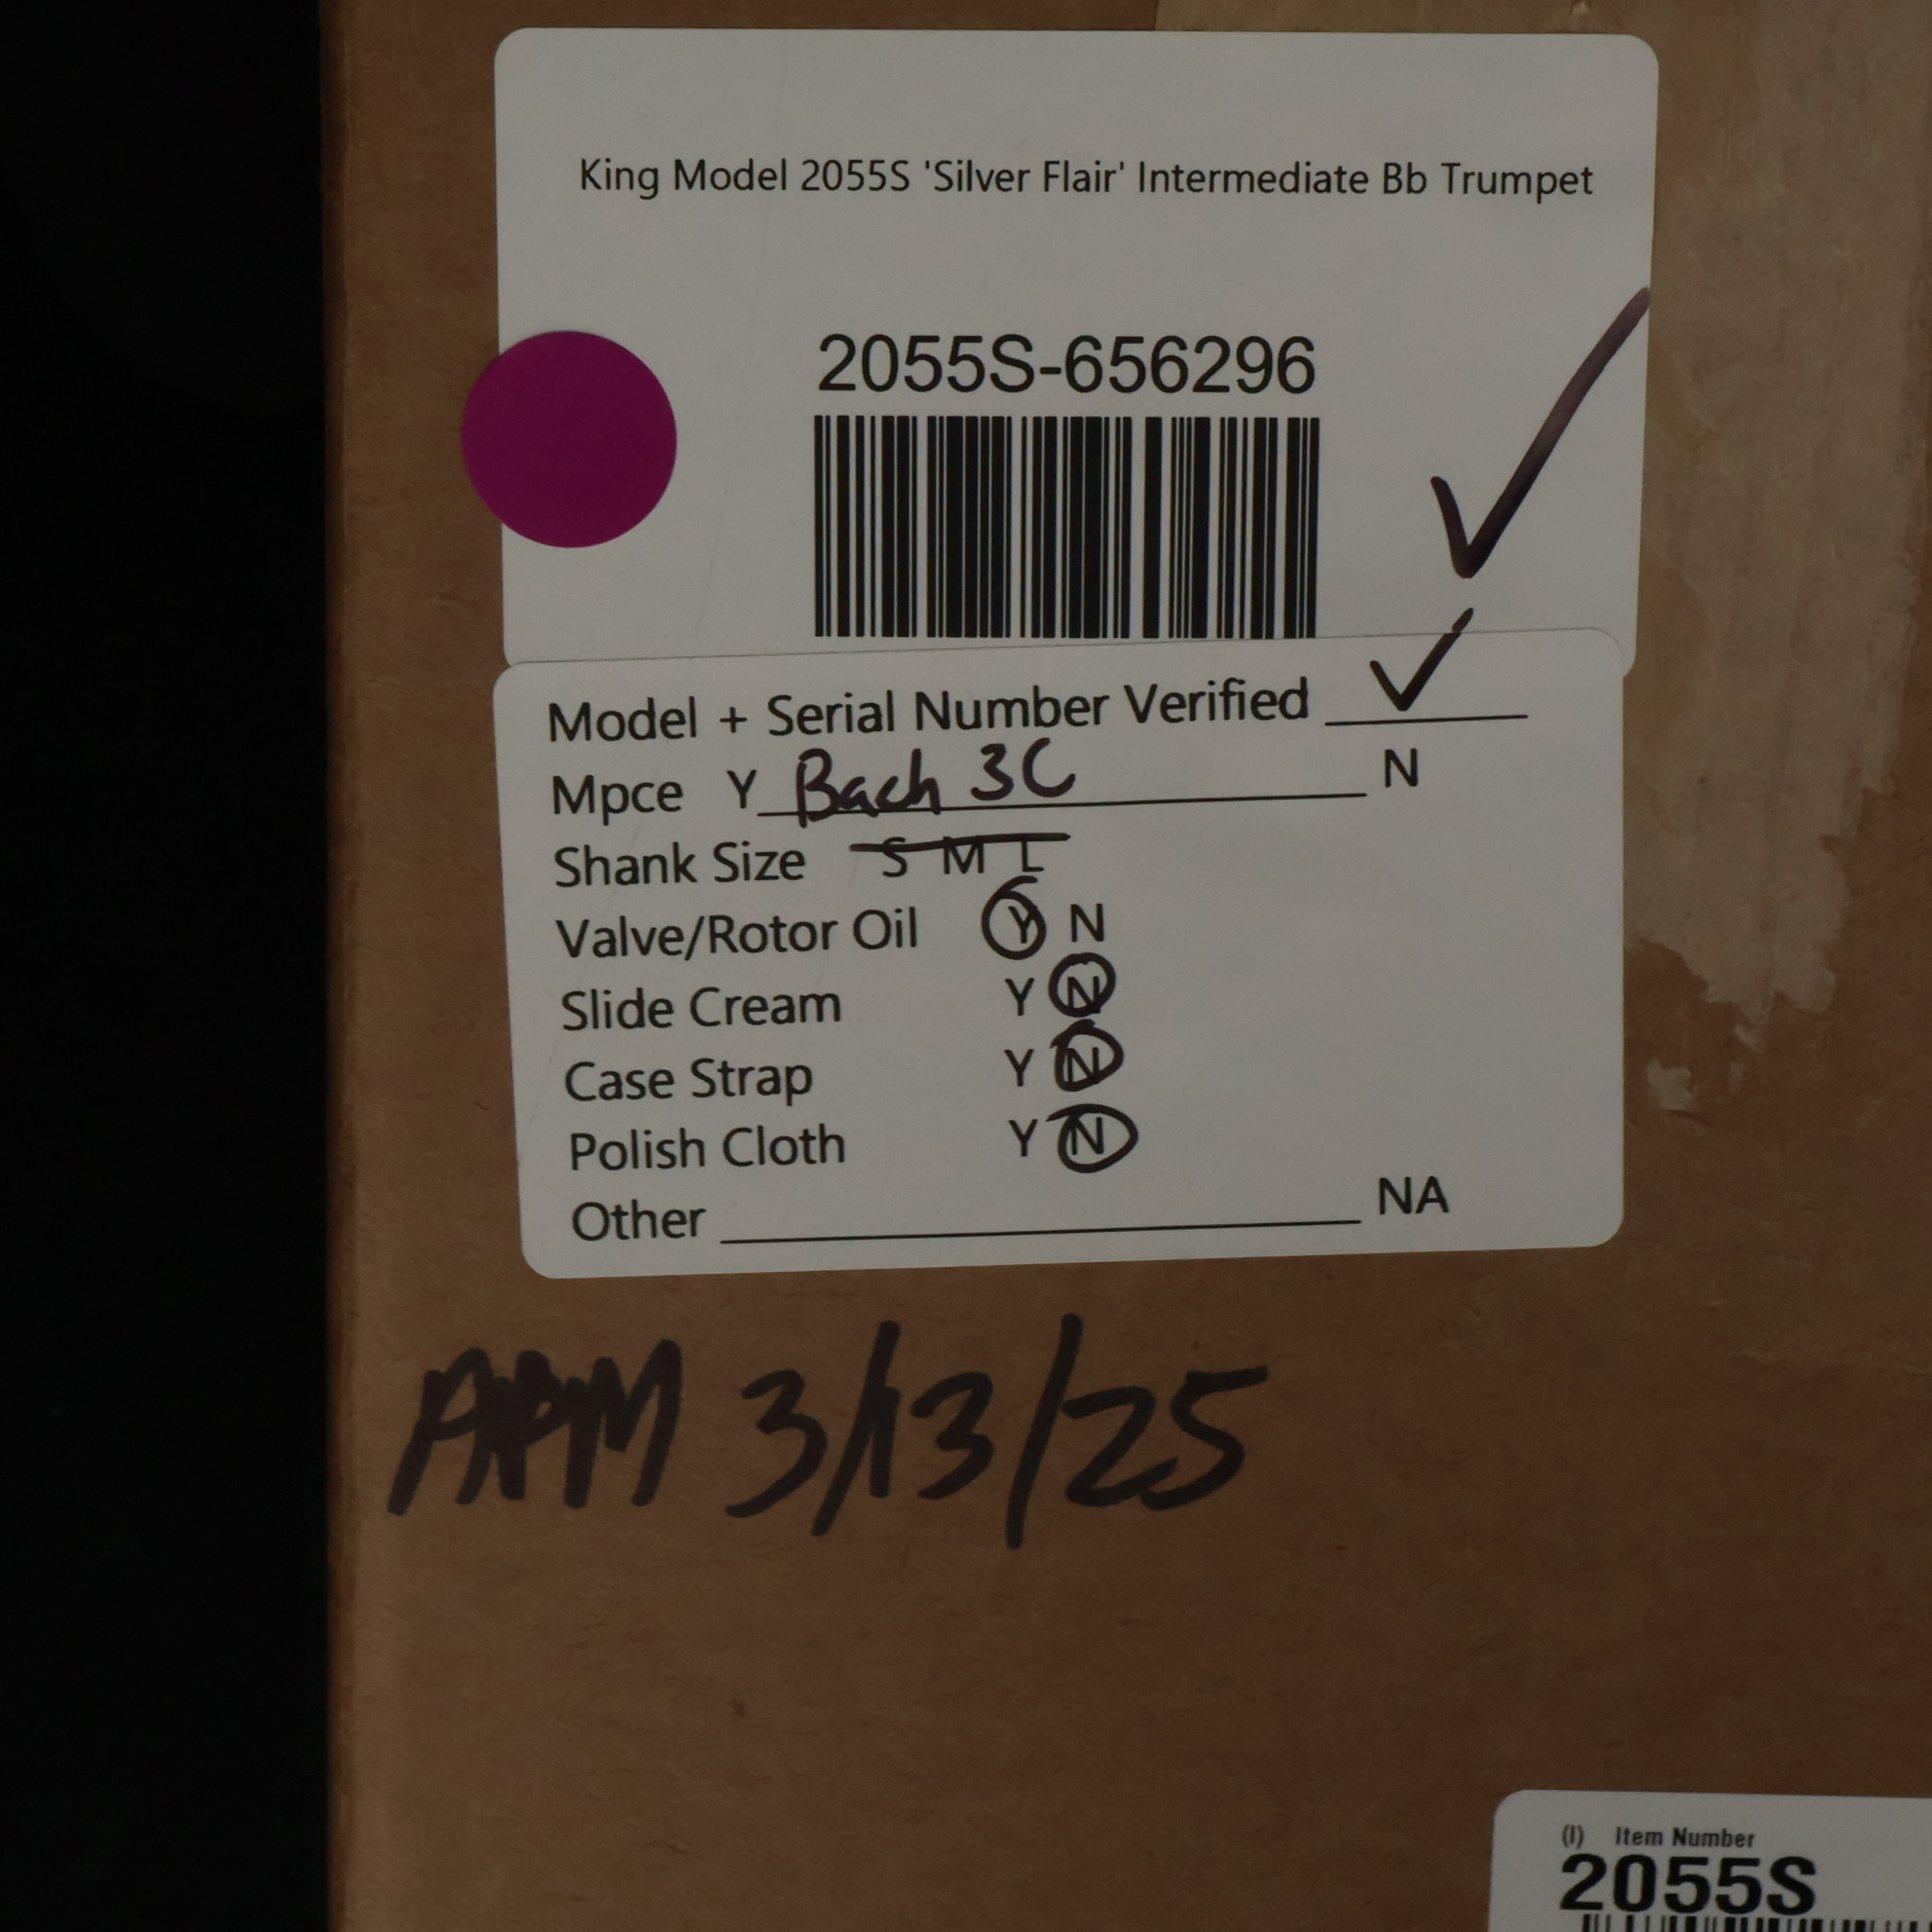 King Model 2055S 'Silver Flair' Intermediate Bb Trumpet
2055S-656296
Model + Serial Number Verified ✓
Mpce Y Bach 3C N
Shank Size S M L
Valve/Rotor Oil Y N
Slide Cream Y N
Case Strap Y N
Polish Cloth Y N
Other NA
APM 3/13/25
(I) Item Number
2055S